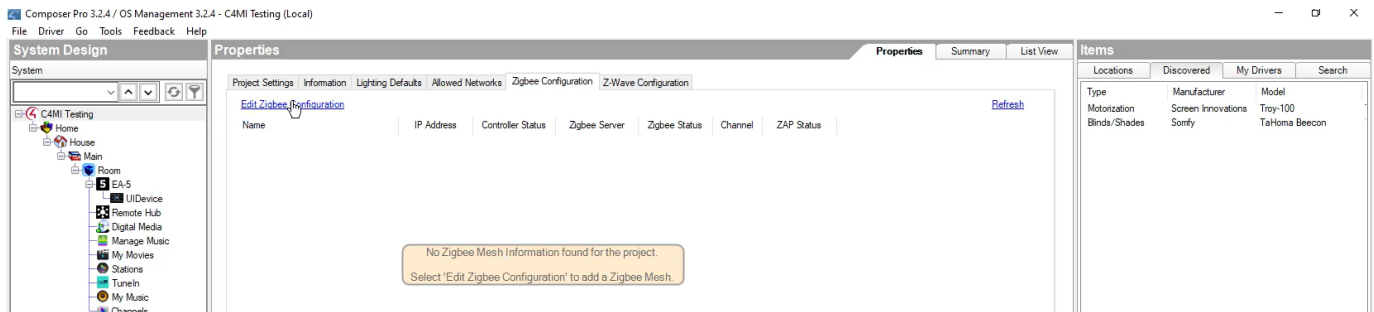 Composer Pro 3.2.4 / OS Management 3.2.4 - C4MI Testing (Local)
File Driver Go Tools Feedback Help
System Design
Properties
Properties Summary List View
Items
System
Project Settings Information Lighting Defaults Allowed Networks Zigbee Configuration Z-Wave Configuration
Locations Discovered My Drivers Search
Type Manufacturer Model
Edit Zigbee Configuration
Refresh
Motorization Screen Innovations Troy-100
Name IP Address Controller Status Zigbee Server Zigbee Status Channel ZAP Status
Blinds/Shades Somfy TaHoma Beecon
C4MI Testing
Home
House
Main
Room
5 EA-5
UIDevice
Remote Hub
Digital Media
Manage Music
My Movies
Stations
TuneIn
My Music
Channels
No Zigbee Mesh Information found for the project.
Select 'Edit Zigbee Configuration' to add a Zigbee Mesh.